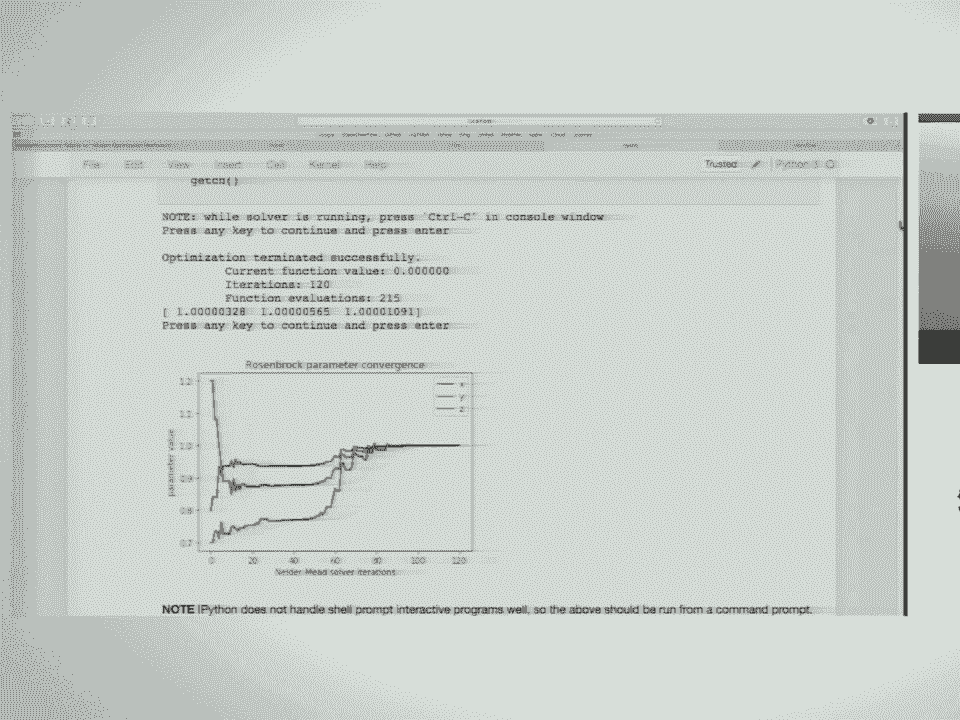 File Edit View Insert Cell Kernel Help Trusted Python 3
getch()
NOTE: while solver is running, press 'Ctrl-C' in console window
Press any key to continue and press enter
Optimization terminated successfully.
Current function value: 0.000000
Iterations: 120
Function evaluations: 215
[ 1.00000328 1.00000565 1.00001091]
Press any key to continue and press enter
Rosenbrock parameter convergence
x
y
z
1.2
1.1
1.0
0.9
0.8
0.7
parameter value
0 20 40 60 80 100 120
Nelder-Mead solver iterations
NOTE IPython does not handle shell prompt interactive programs well, so the above should be run from a command prompt.